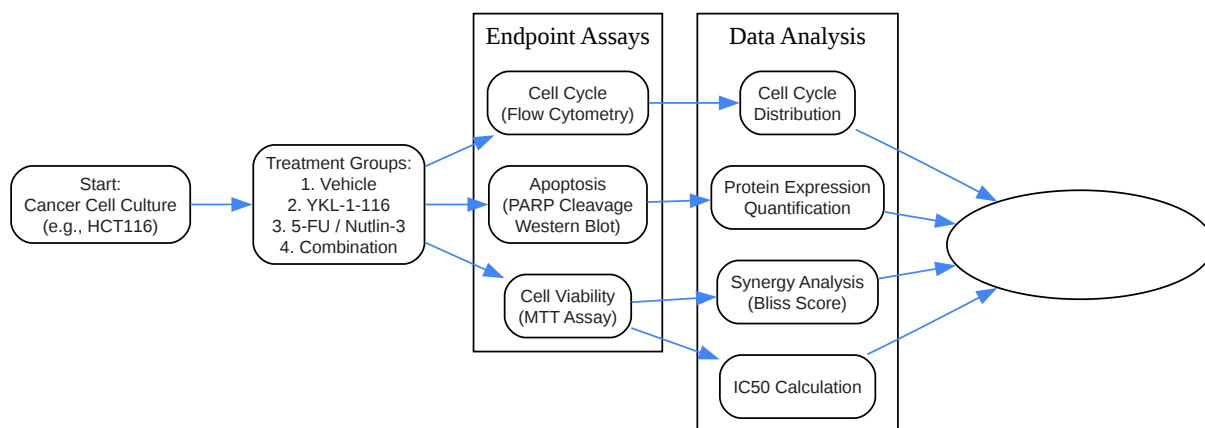 Start:
Cancer Cell Culture
(e.g., HCT116)
Treatment Groups:
1. Vehicle
2. YKL-1-116
3. 5-FU / Nutlin-3
4. Combination
Endpoint Assays
Cell Cycle
(Flow Cytometry)
Apoptosis
(PARP Cleavage
Western Blot)
Cell Viability
(MTT Assay)
Data Analysis
Cell Cycle
Distribution
Protein Expression
Quantification
Synergy Analysis
(Bliss Score)
IC50 Calculation